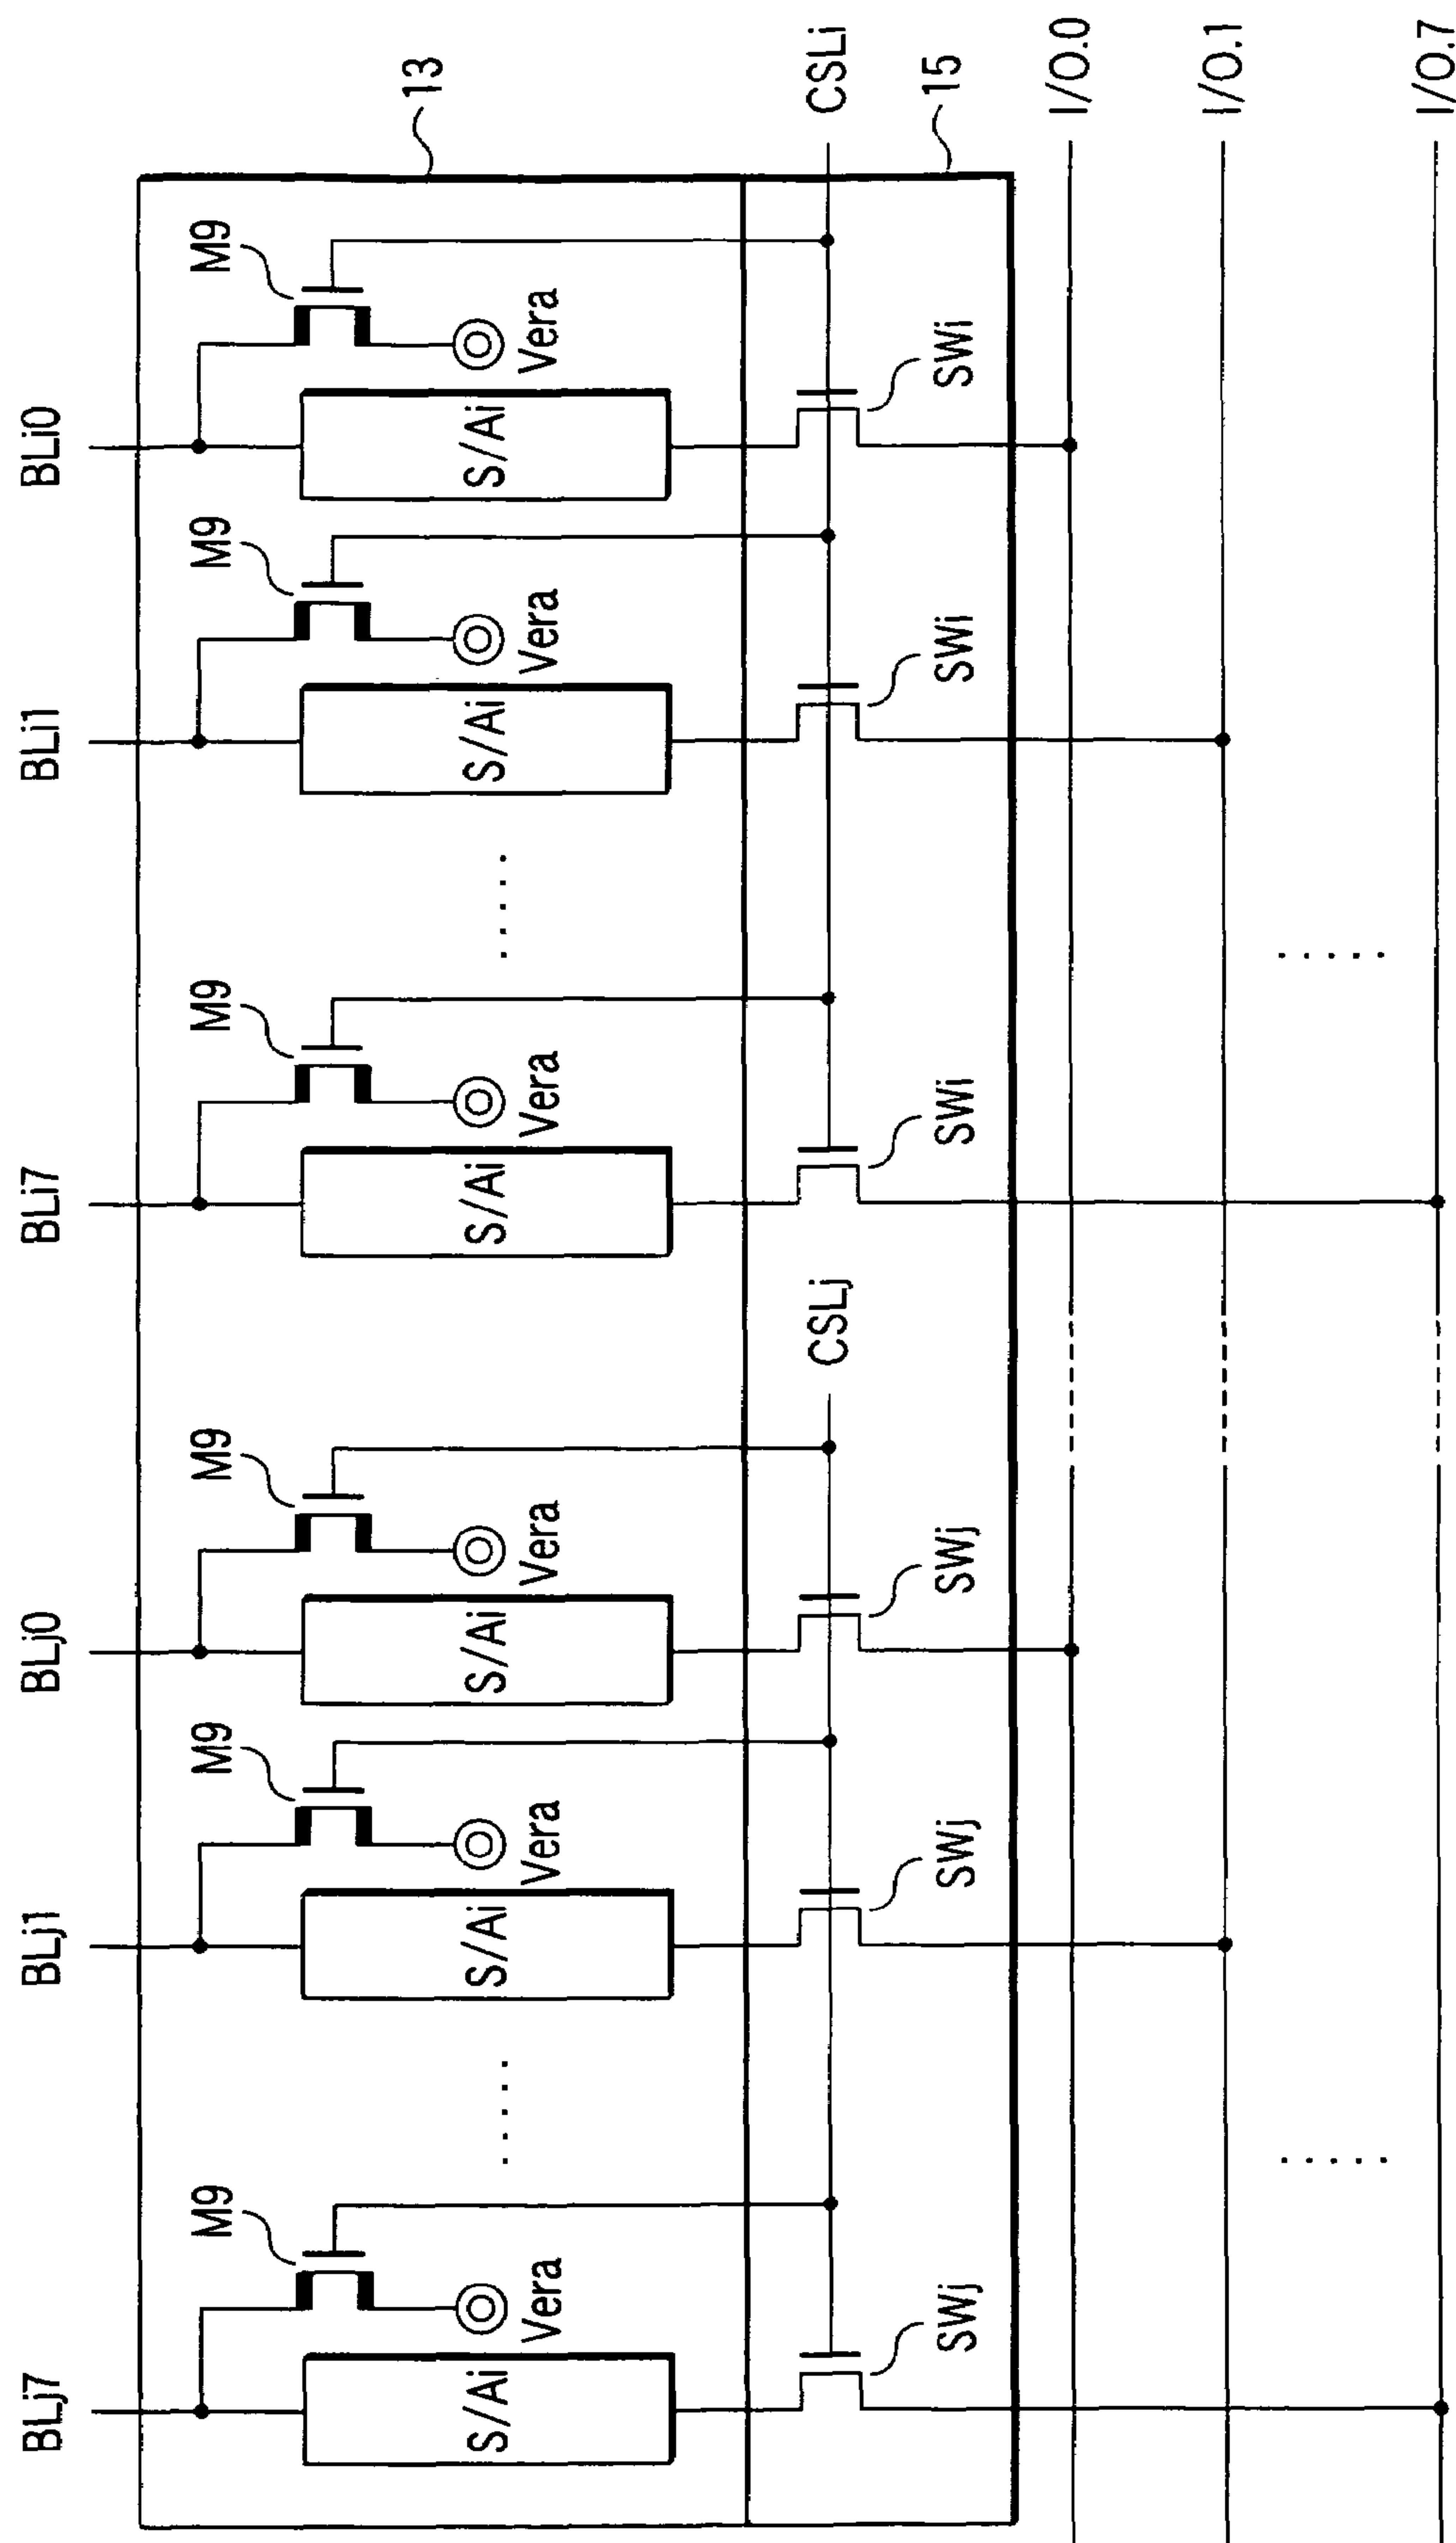 BLj7 BLj1 BLj0 BLi7 BLi1 BLi0
M9 M9 M9 M9 M9 M9
13
S/Ai S/Ai S/Ai S/Ai S/Ai S/Ai
Vera Vera Vera Vera Vera Vera
CSLj CSLi
SWj SWj SWj SWi SWi SWi
15
I/O.0
I/O.1
I/O.7